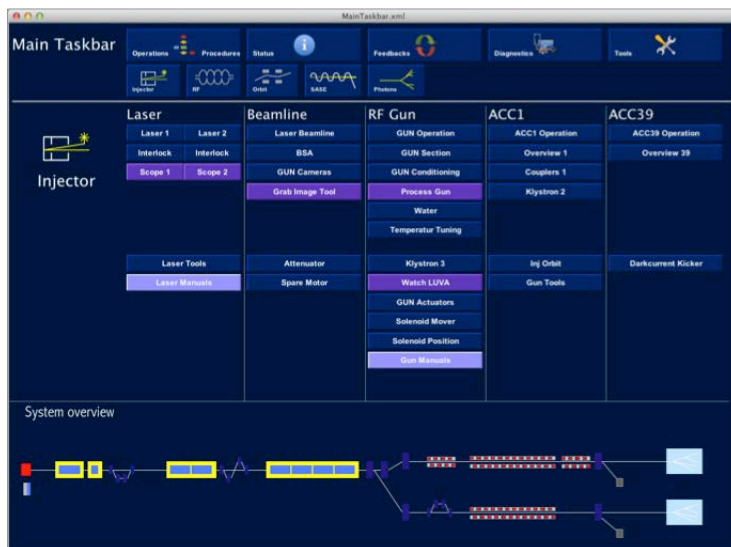 MainTaskbar.xml
Main Taskbar
Operations Procedures Status Feedbacks Diagnostics Tools
Injector RF Orbit SASE Photons
Laser Beamline RF Gun ACC1 ACC39
Laser 1 Laser 2 Laser Beamline GUN Operation ACC1 Operation ACC39 Operation
Interlock Interlock BSA GUN Section Overview 1 Overview 39
Scope 1 Scope 2 GUN Cameras GUN Conditioning Couplers 1
Injector
Grab Image Tool Process Gun Klystron 2
Water
Temperatur Tuning
Laser Tools Attenuator Klystron 3 Inj Orbit Darkcurrent Kicker
Laser Manuals Spare Motor Watch LUVA Gun Tools
GUN Actuators
Solenoid Mover
Solenoid Position
Gun Manuals
System overview